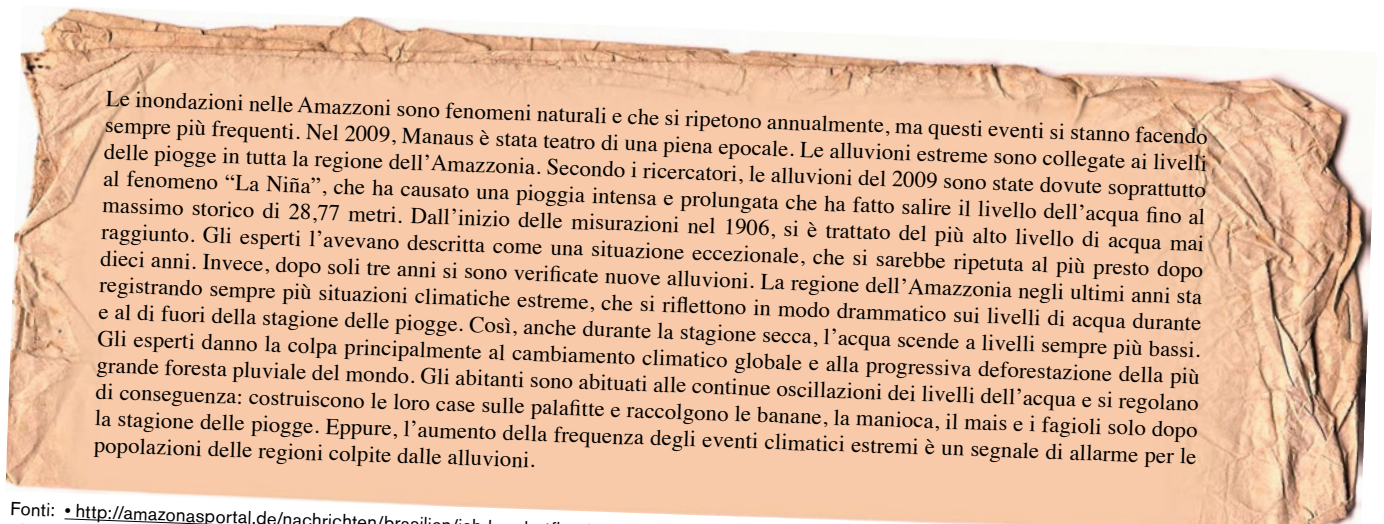 Le inondazioni nelle Amazzoni sono fenomeni naturali e che si ripetono annualmente, ma questi eventi si stanno facendo
sempre più frequenti. Nel 2009, Manaus è stata teatro di una piena epocale. Le alluvioni estreme sono collegate ai livelli
delle piogge in tutta la regione dell'Amazzonia. Secondo i ricercatori, le alluvioni del 2009 sono state dovute soprattutto
al fenomeno “La Niña”, che ha causato una pioggia intensa e prolungata che ha fatto salire il livello dell'acqua fino al
massimo storico di 28,77 metri. Dall'inizio delle misurazioni nel 1906, si è trattato del più alto livello di acqua mai
raggiunto. Gli esperti l'avevano descritta come una situazione eccezionale, che si sarebbe ripetuta al più presto dopo
dieci anni. Invece, dopo soli tre anni si sono verificate nuove alluvioni. La regione dell'Amazzonia negli ultimi anni sta
registrando sempre più situazioni climatiche estreme, che si riflettono in modo drammatico sui livelli di acqua durante
e al di fuori della stagione delle piogge. Così, anche durante la stagione secca, l'acqua scende a livelli sempre più bassi.
Gli esperti danno la colpa principalmente al cambiamento climatico globale e alla progressiva deforestazione della più
grande foresta pluviale del mondo. Gli abitanti sono abituati alle continue oscillazioni dei livelli dell'acqua e si regolano
di conseguenza: costruiscono le loro case sulle palafitte e raccolgono le banane, la manioca, il mais e i fagioli solo dopo
la stagione delle piogge. Eppure, l'aumento della frequenza degli eventi climatici estremi è un segnale di allarme per le
popolazioni delle regioni colpite dalle alluvioni.
Fonti: • http://amazonasportal.de/nachrichten/brasilien/